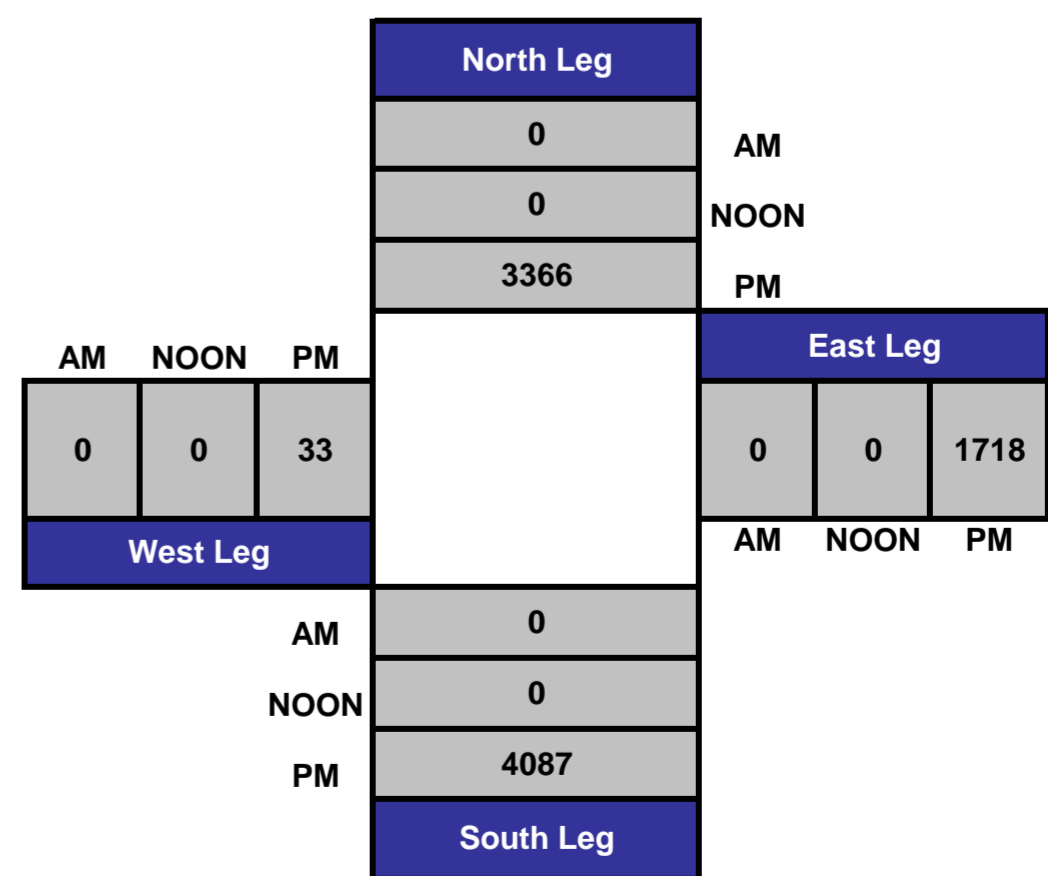 North Leg
0 AM
0 NOON
3366 PM
East Leg
AM NOON PM
0 0 33
0 0 1718
West Leg
AM NOON PM
AM 0
NOON 0
PM 4087
South Leg